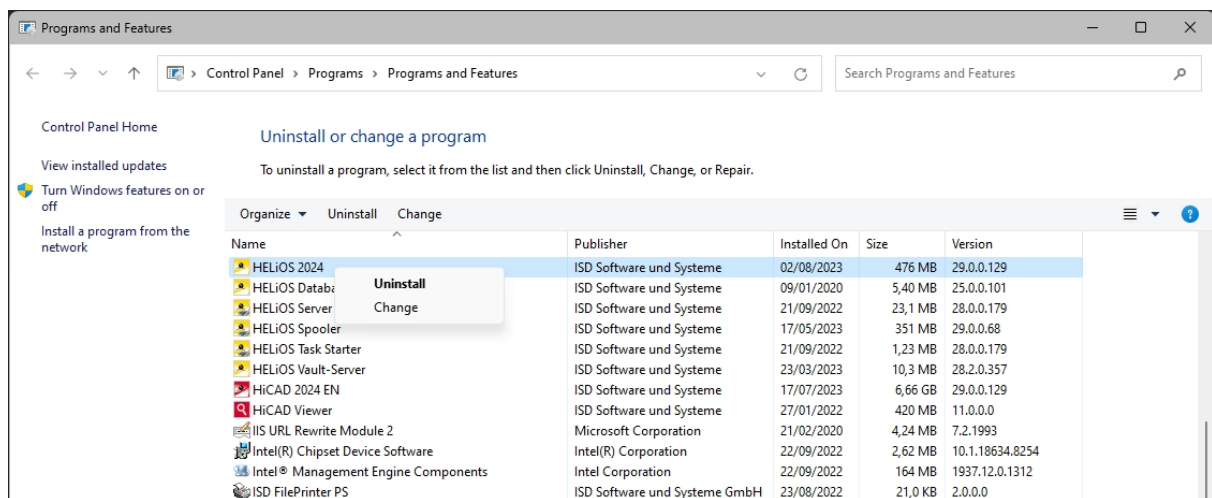 Programs and Features
Control Panel > Programs > Programs and Features
Search Programs and Features
Control Panel Home
View installed updates
Turn Windows features on or
off
Install a program from the
network
Uninstall or change a program
To uninstall a program, select it from the list and then click Uninstall, Change, or Repair.
Organize Uninstall Change
Name Publisher Installed On Size Version
HELiOS 2024 ISD Software und Systeme 02/08/2023 476 MB 29.0.0.129
HELiOS Databa ISD Software und Systeme 09/01/2020 5,40 MB 25.0.0.101
HELiOS Server ISD Software und Systeme 21/09/2022 23,1 MB 28.0.0.179
HELiOS Spooler ISD Software und Systeme 17/05/2023 351 MB 29.0.0.68
HELiOS Task Starter ISD Software und Systeme 21/09/2022 1,23 MB 28.0.0.179
HELiOS Vault-Server ISD Software und Systeme 23/03/2023 10,3 MB 28.2.0.357
HiCAD 2024 EN ISD Software und Systeme 17/07/2023 6,66 GB 29.0.0.129
HiCAD Viewer ISD Software und Systeme 27/01/2022 420 MB 11.0.0.0
IIS URL Rewrite Module 2 Microsoft Corporation 21/02/2020 4,24 MB 7.2.1993
Intel(R) Chipset Device Software Intel(R) Corporation 22/09/2022 2,62 MB 10.1.18634.8254
Intel® Management Engine Components Intel Corporation 22/09/2022 164 MB 1937.12.0.1312
ISD FilePrinter PS ISD Software und Systeme GmbH 23/08/2022 21,0 KB 2.0.0.0
Uninstall
Change